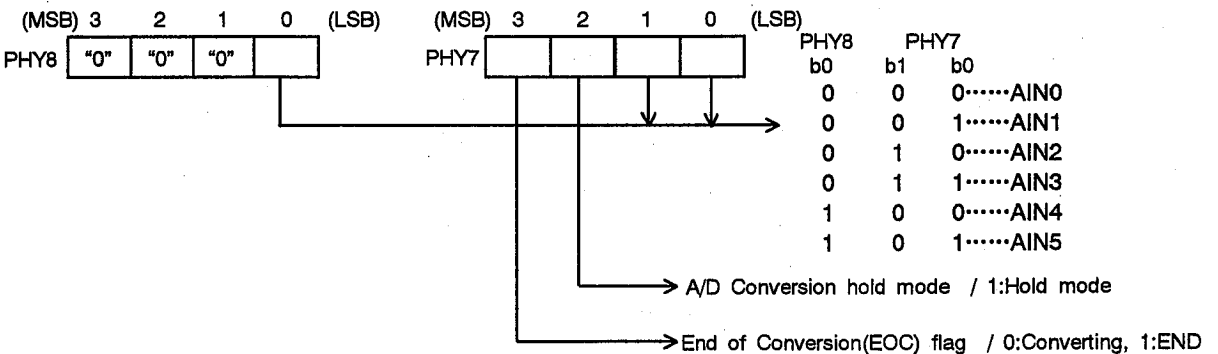 (MSB) 3 2 1 0 (LSB)
PHY8 “0” “0” “0”
(MSB) 3 2 1 0 (LSB)
PHY7
PHY8 PHY7
b0 b1 b0
0 0 0······AIN0
0 0 1······AIN1
0 1 0······AIN2
0 1 1······AIN3
1 0 0······AIN4
1 0 1······AIN5
A/D Conversion hold mode / 1:Hold mode
End of Conversion(EOC) flag / 0:Converting, 1:END